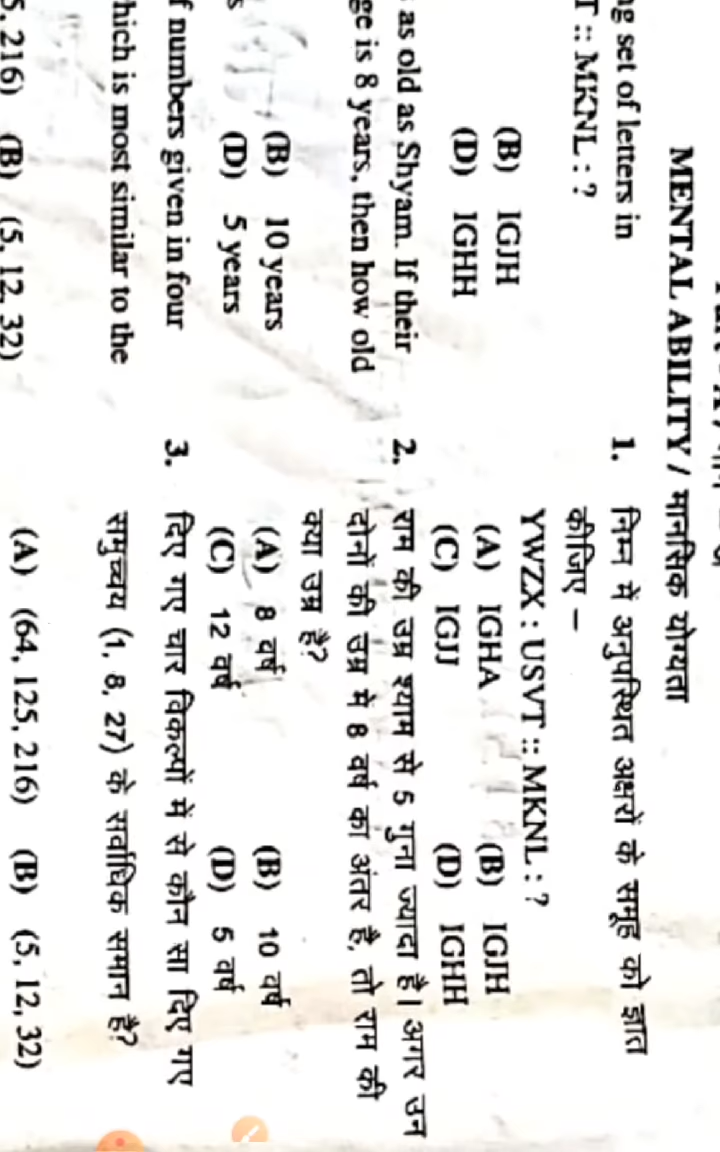 MENTAL ABILITY / मानसिक योग्यता
set of letters in
T :: MKNL : ?
(B) IGJH
(D) IGHH
as old as Shyam. If their
is 8 years, then how old
(B) 10 years
(D) 5 years
numbers given in four
which is most similar to the
216) (B) (5, 12, 32)
1. निम्न में अनुपस्थित अक्षरों के समूह को ज्ञात
कीजिए –
YWZX : USVT :: MKNL : ?
(A) IGHA (B) IGJH
(C) IGJJ (D) IGHH
2. राम की उम्र श्याम से 5 गुना ज्यादा है। अगर उन
दोनों की उम्र में 8 वर्ष का अंतर है, तो राम की
क्या उम्र है?
(A) 8 वर्ष (B) 10 वर्ष
(C) 12 वर्ष (D) 5 वर्ष
3. दिए गए चार विकल्पों में से कौन सा दिए गए
समुच्चय (1, 8, 27) के सर्वाधिक समान है?
(A) (64, 125, 216) (B) (5, 12, 32)